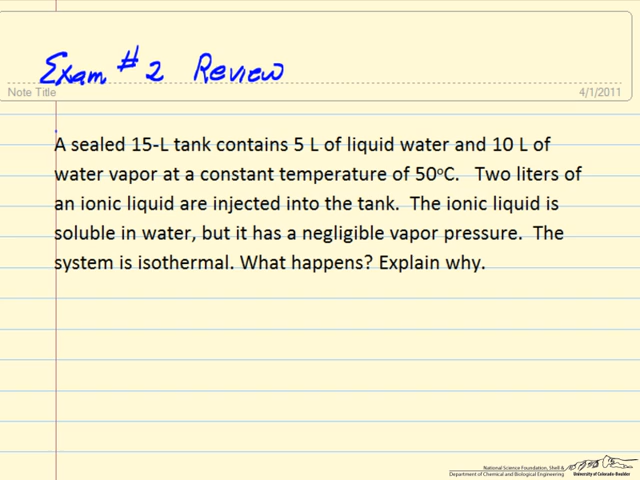 Exam #2 Review
Note Title
4/1/2011
A sealed 15-L tank contains 5 L of liquid water and 10 L of
water vapor at a constant temperature of 50°C. Two liters of
an ionic liquid are injected into the tank. The ionic liquid is
soluble in water, but it has a negligible vapor pressure. The
system is isothermal. What happens? Explain why.
National Science Foundation, Shell &
Department of Chemical and Biological Engineering
University of Colorado-Boulder